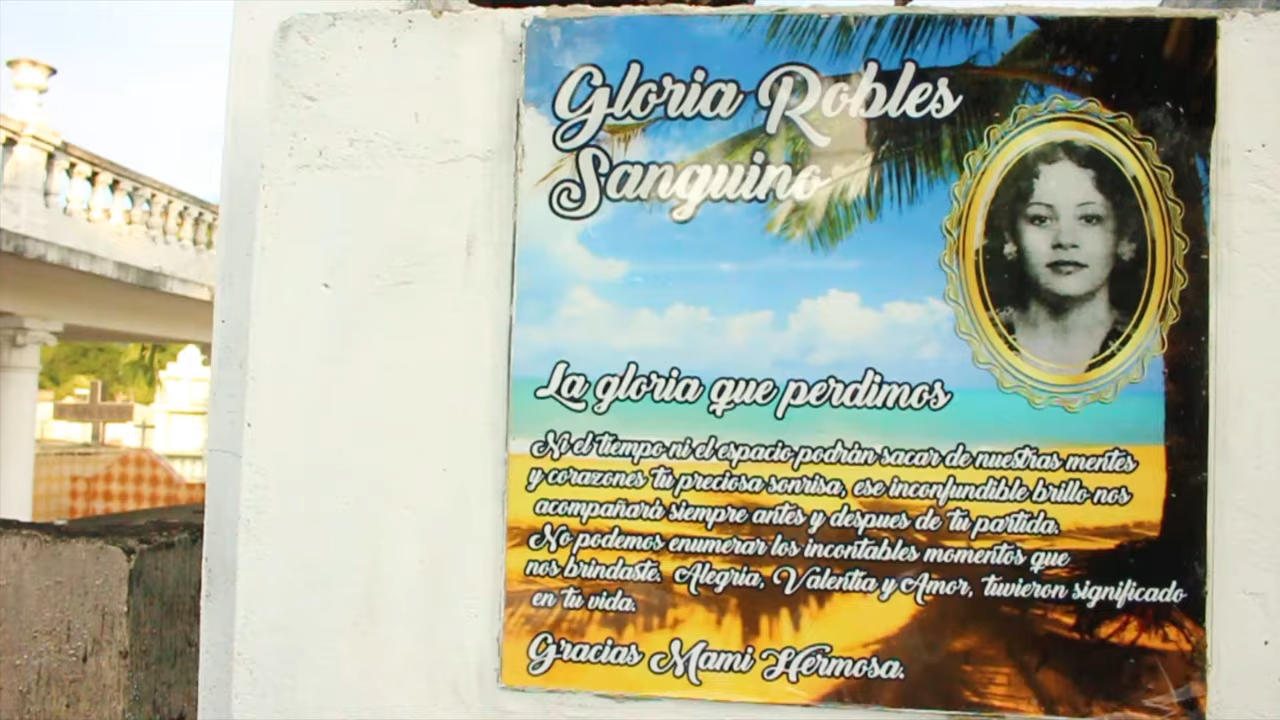 Gloria Robles
Sanguino
La gloria que perdimos
Ni el tiempo ni el espacio podrán sacar de nuestras mentes
y corazones tu preciosa sonrisa, ese inconfundible brillo nos
acompañará siempre antes y despues de tu partida.
No podemos enumerar los incontables momentos que
nos brindaste. Alegria, Valentia y Amor, tuvieron significado
en tu vida.
Gracias Mami Hermosa.